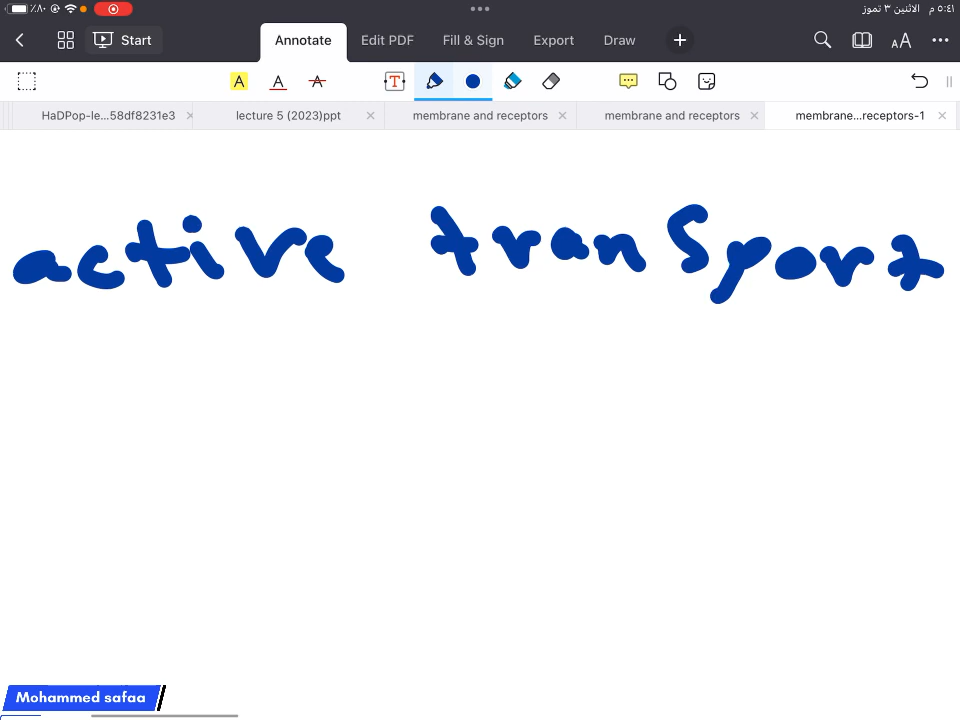 ٪٨٠
٥:٤١ م الاثنين ٣ تموز
Start
Annotate Edit PDF Fill & Sign Export Draw
A A A T AA
HaDPop-le...58df8231e3 lecture 5 (2023)ppt membrane and receptors membrane and receptors membrane...receptors-1
active transport
Mohammed safaa